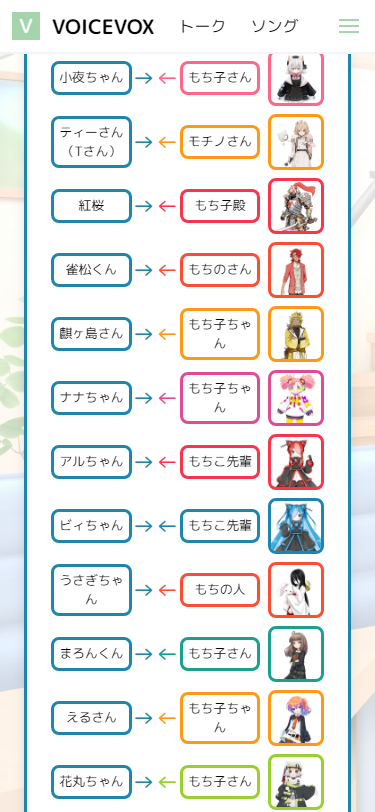 V VOICEVOX トーク ソング
小夜ちゃん → ← もち子さん
ティーさん
（Tさん） → ← モチノさん
紅桜 → ← もち子殿
雀松くん → ← もちのさん
麒ヶ島さん → ← もち子ちゃ
ん
ナナちゃん → ← もち子ちゃ
ん
アルちゃん → ← もちこ先輩
ビィちゃん → ← もちこ先輩
うさぎちゃ
ん → ← もちの人
まろんくん → ← もち子さん
えるさん → ← もち子ちゃ
ん
花丸ちゃん → ← もち子さん